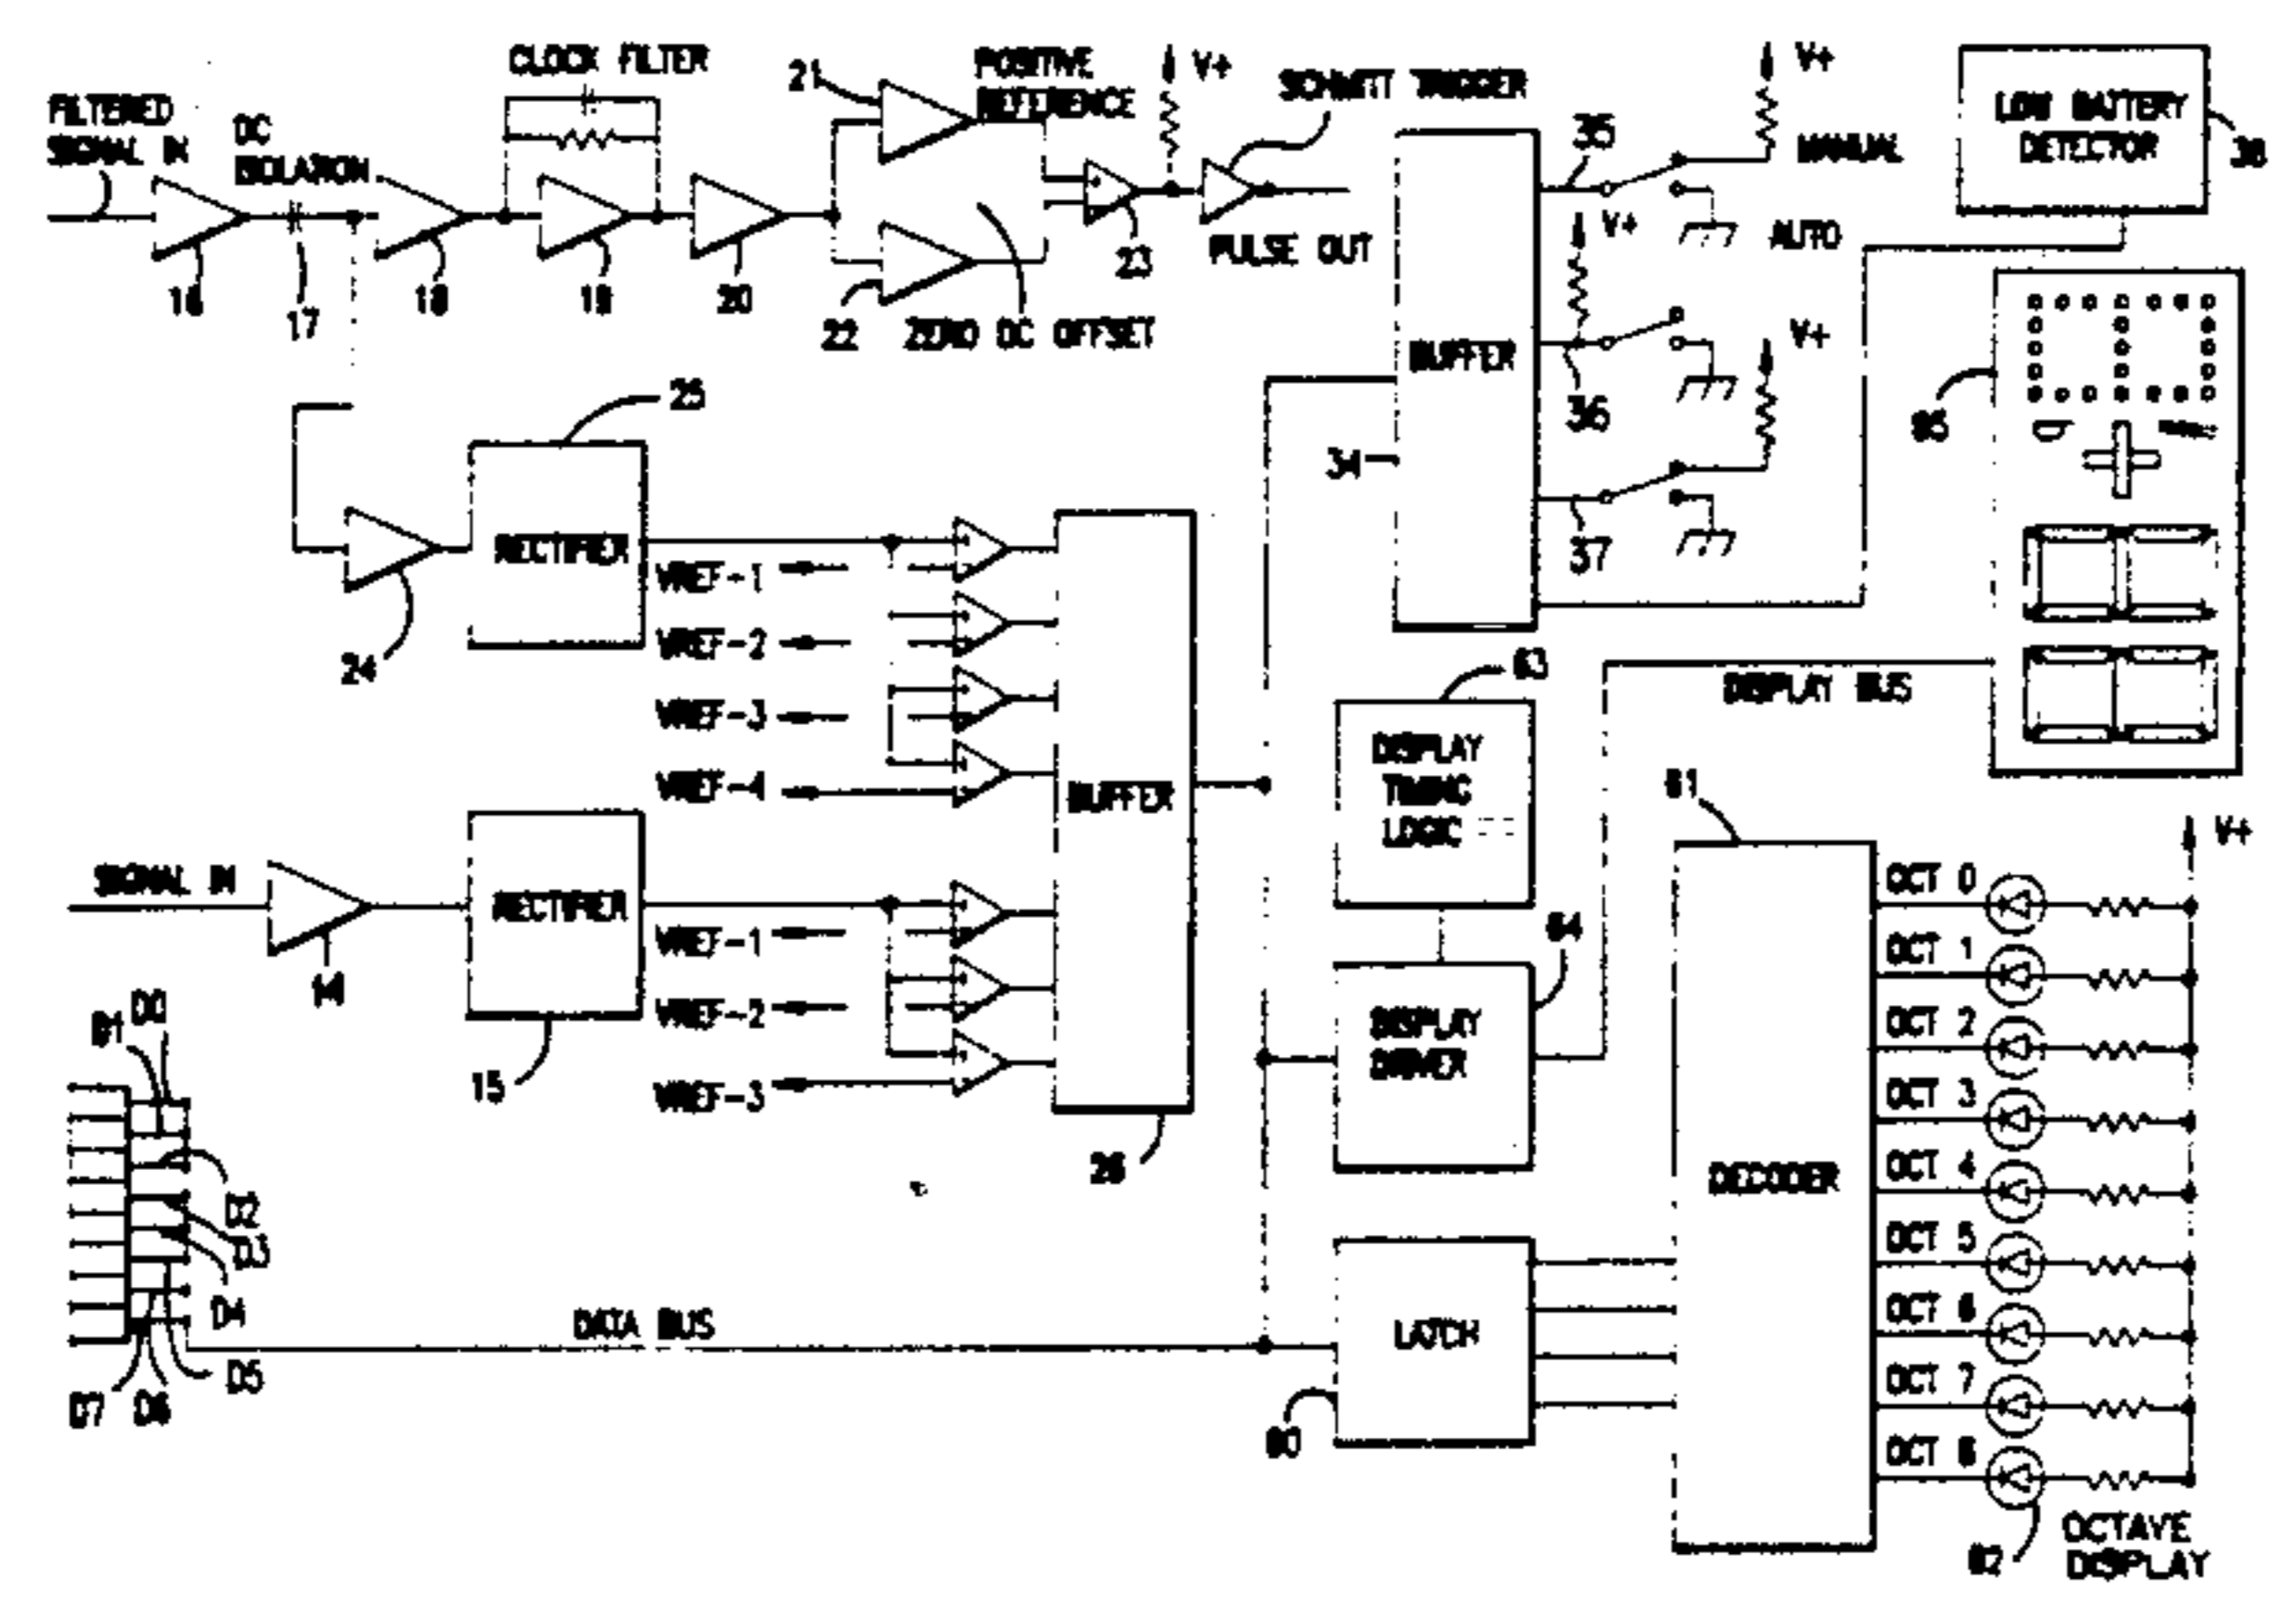 CLOCK FILTER
21
POSITIVE
REFERENCE
V+
SCHMITT TRIGGER
V+
FILTERED
SIGNAL IN
DC
ISOLATION
35
MANUAL
LOW BATTERY
DETECTOR
38
16
17
18
19
20
22
ZERO DC OFFSET
23
PULSE OUT
V+
AUTO
BUFFER
V+
25
36
34
37
RECTIFIER
24
VREF-1
VREF-2
VREF-3
VREF-4
BUFFER
DISPLAY BUS
DISPLAY
TIMING
LOGIC
V+
SIGNAL IN
14
RECTIFIER
15
VREF-1
VREF-2
VREF-3
26
DISPLAY
DRIVER
DECODER
OCT 0
OCT 1
OCT 2
OCT 3
OCT 4
OCT 5
OCT 6
OCT 7
OCT 8
D1
D0
D2
D3
D4
D5
D6
D7
DATA BUS
LATCH
OCTAVE
DISPLAY